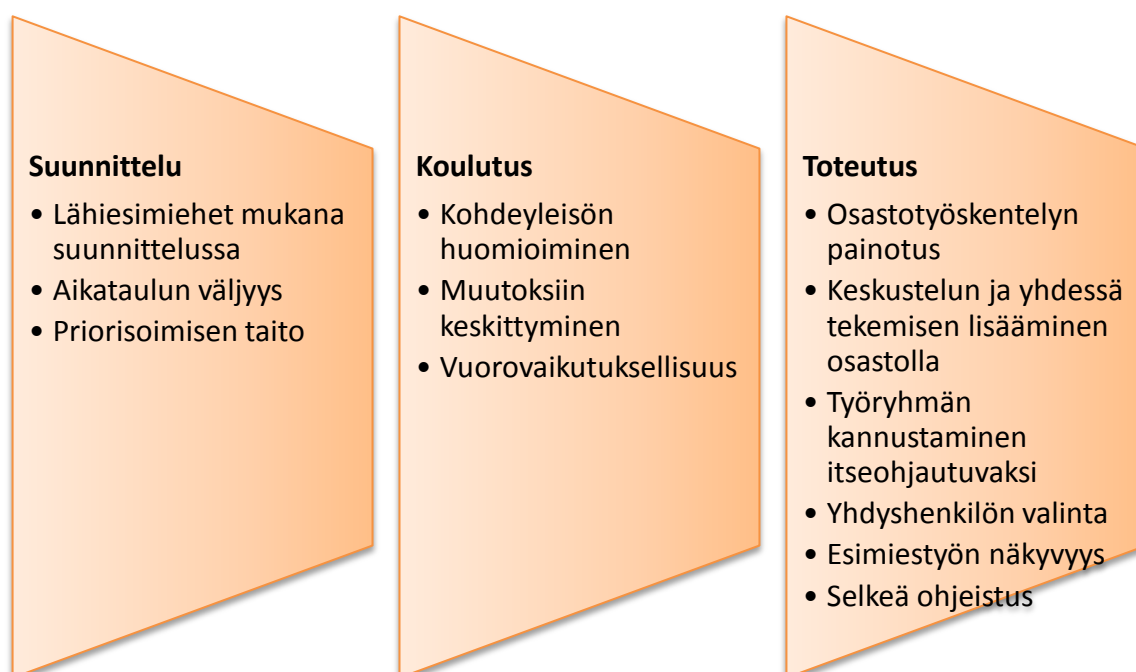 Suunnittelu
• Lähiesimiehet mukana
suunnittelussa
• Aikataulun väljyys
• Priorisoimisen taito
Koulutus
• Kohdeyleisön
huomioiminen
• Muutoksiin
keskittyminen
• Vuorovaikutuksellisuus
Toteutus
• Osastotyöskentelyn
painotus
• Keskustelun ja yhdessä
tekemisen lisääminen
osastolla
• Työryhmän
kannustaminen
itseohjautuvaksi
• Yhdyshenkilön valinta
• Esimiestyön näkyvyys
• Selkeä ohjeistus